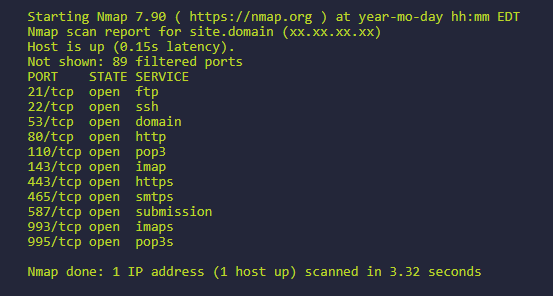 Starting Nmap 7.90 ( https://nmap.org ) at year-mo-day hh:mm EDT
Nmap scan report for site.domain (xx.xx.xx.xx)
Host is up (0.15s latency).
Not shown: 89 filtered ports
PORT    STATE SERVICE
21/tcp  open  ftp
22/tcp  open  ssh
53/tcp  open  domain
80/tcp  open  http
110/tcp open  pop3
143/tcp open  imap
443/tcp open  https
465/tcp open  smtps
587/tcp open  submission
993/tcp open  imaps
995/tcp open  pop3s
Nmap done: 1 IP address (1 host up) scanned in 3.32 seconds